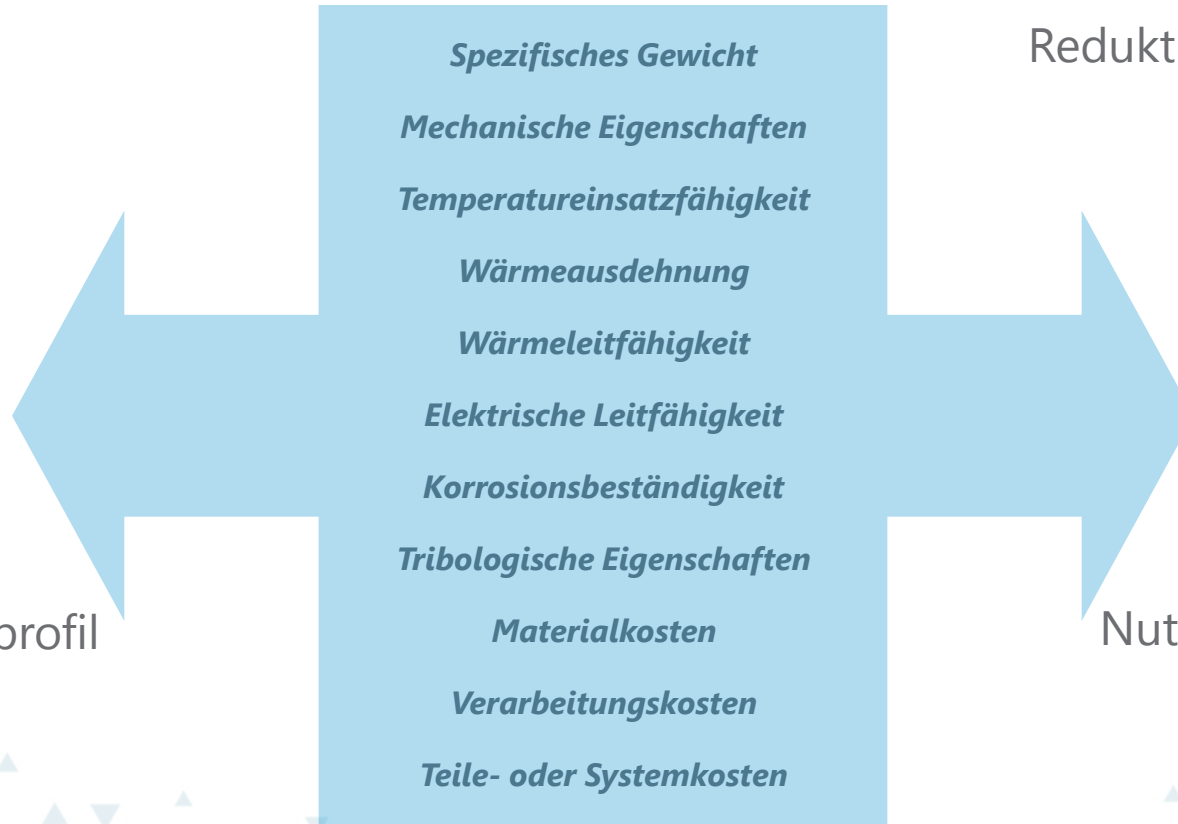 Redukt
Spezifisches Gewicht
Mechanische Eigenschaften
Temperatureinsatzfähigkeit
Wärmeausdehnung
Wärmeleitfähigkeit
Elektrische Leitfähigkeit
Korrosionsbeständigkeit
Tribologische Eigenschaften
profil
Materialkosten
Nut
Verarbeitungskosten
Teile- oder Systemkosten